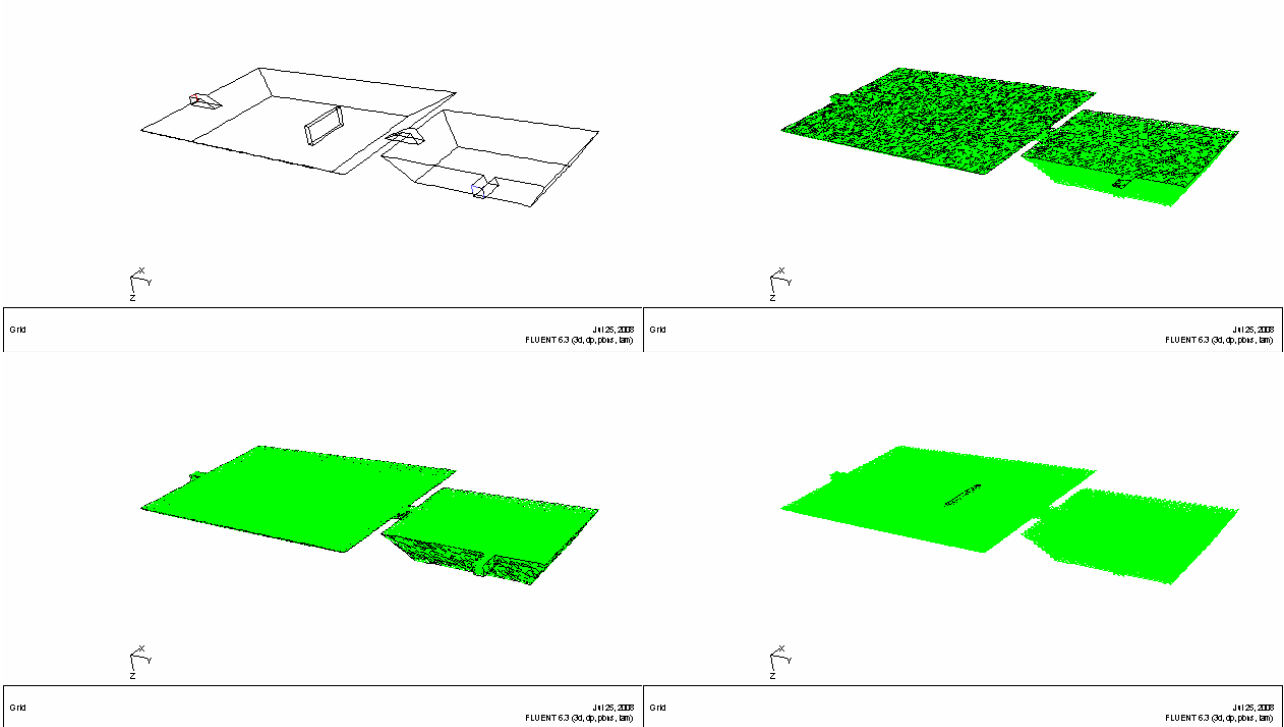 X
Y
Z
X
Y
Z
Grid
Jul 25, 2008
FLUENT 6.3 (3d, dp, pbns, lam)
Grid
Jul 25, 2008
FLUENT 6.3 (3d, dp, pbns, lam)
X
Y
Z
X
Y
Z
Grid
Jul 25, 2008
FLUENT 6.3 (3d, dp, pbns, lam)
Grid
Jul 25, 2008
FLUENT 6.3 (3d, dp, pbns, lam)